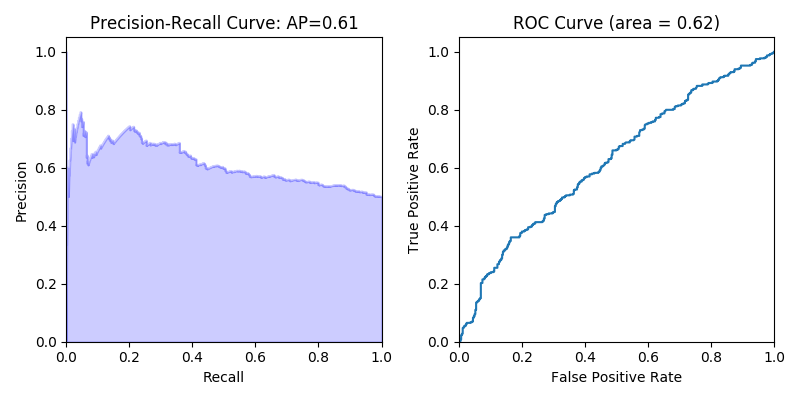 Precision-Recall Curve: AP=0.61
1.0
0.8
0.6
0.4
0.2
0.0
Precision
0.0 0.2 0.4 0.6 0.8 1.0
Recall
ROC Curve (area = 0.62)
1.0
0.8
0.6
0.4
0.2
0.0
True Positive Rate
0.0 0.2 0.4 0.6 0.8 1.0
False Positive Rate